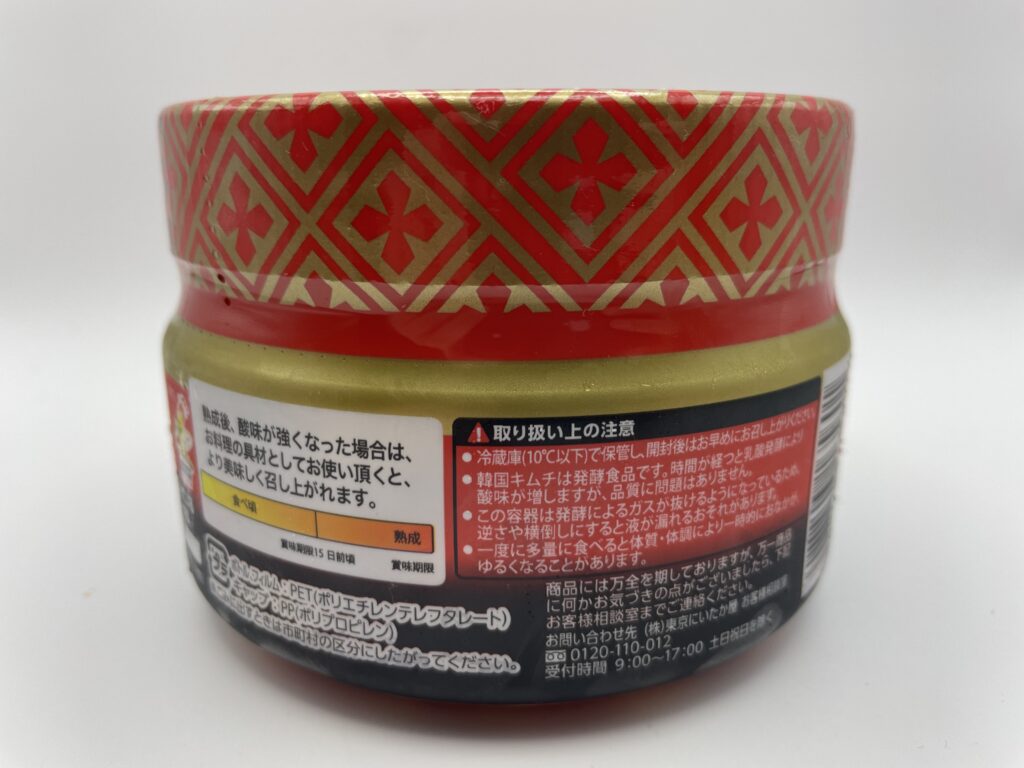 熟成後、酸味が強くなった場合は、
お料理の具材としてお使い頂くと、
より美味しく召し上がれます。
食べ頃
熟成
賞味期限15日前頃
賞味期限
ボトル・フィルム：PET(ポリエチレンテレフタレート)
キャップ：PP(ポリプロピレン)
ときは市町村の区分にしたがってください。
取り扱い上の注意
●冷蔵庫(10℃以下)で保管し、開封後はお早めにお召し上がりください。
●韓国キムチは発酵食品です。時間が経つと乳酸発酵により
酸味が増しますが、品質に問題はありません。
●この容器は発酵によるガスが抜けるようになっているため、
逆さや横倒しにすると液が漏れるおそれがあります。
●一度に多量に食べると体質・体調により一時的におなかが
ゆるくなることがあります。
商品には万全を期しておりますが、万一商品
に何かお気づきの点がございましたら、下記
お客様相談室までご連絡ください。
お問い合わせ先 (株)東京にいたか屋 お客様相談室
0120-110-012
受付時間 9:00～17:00 土日祝日を除く